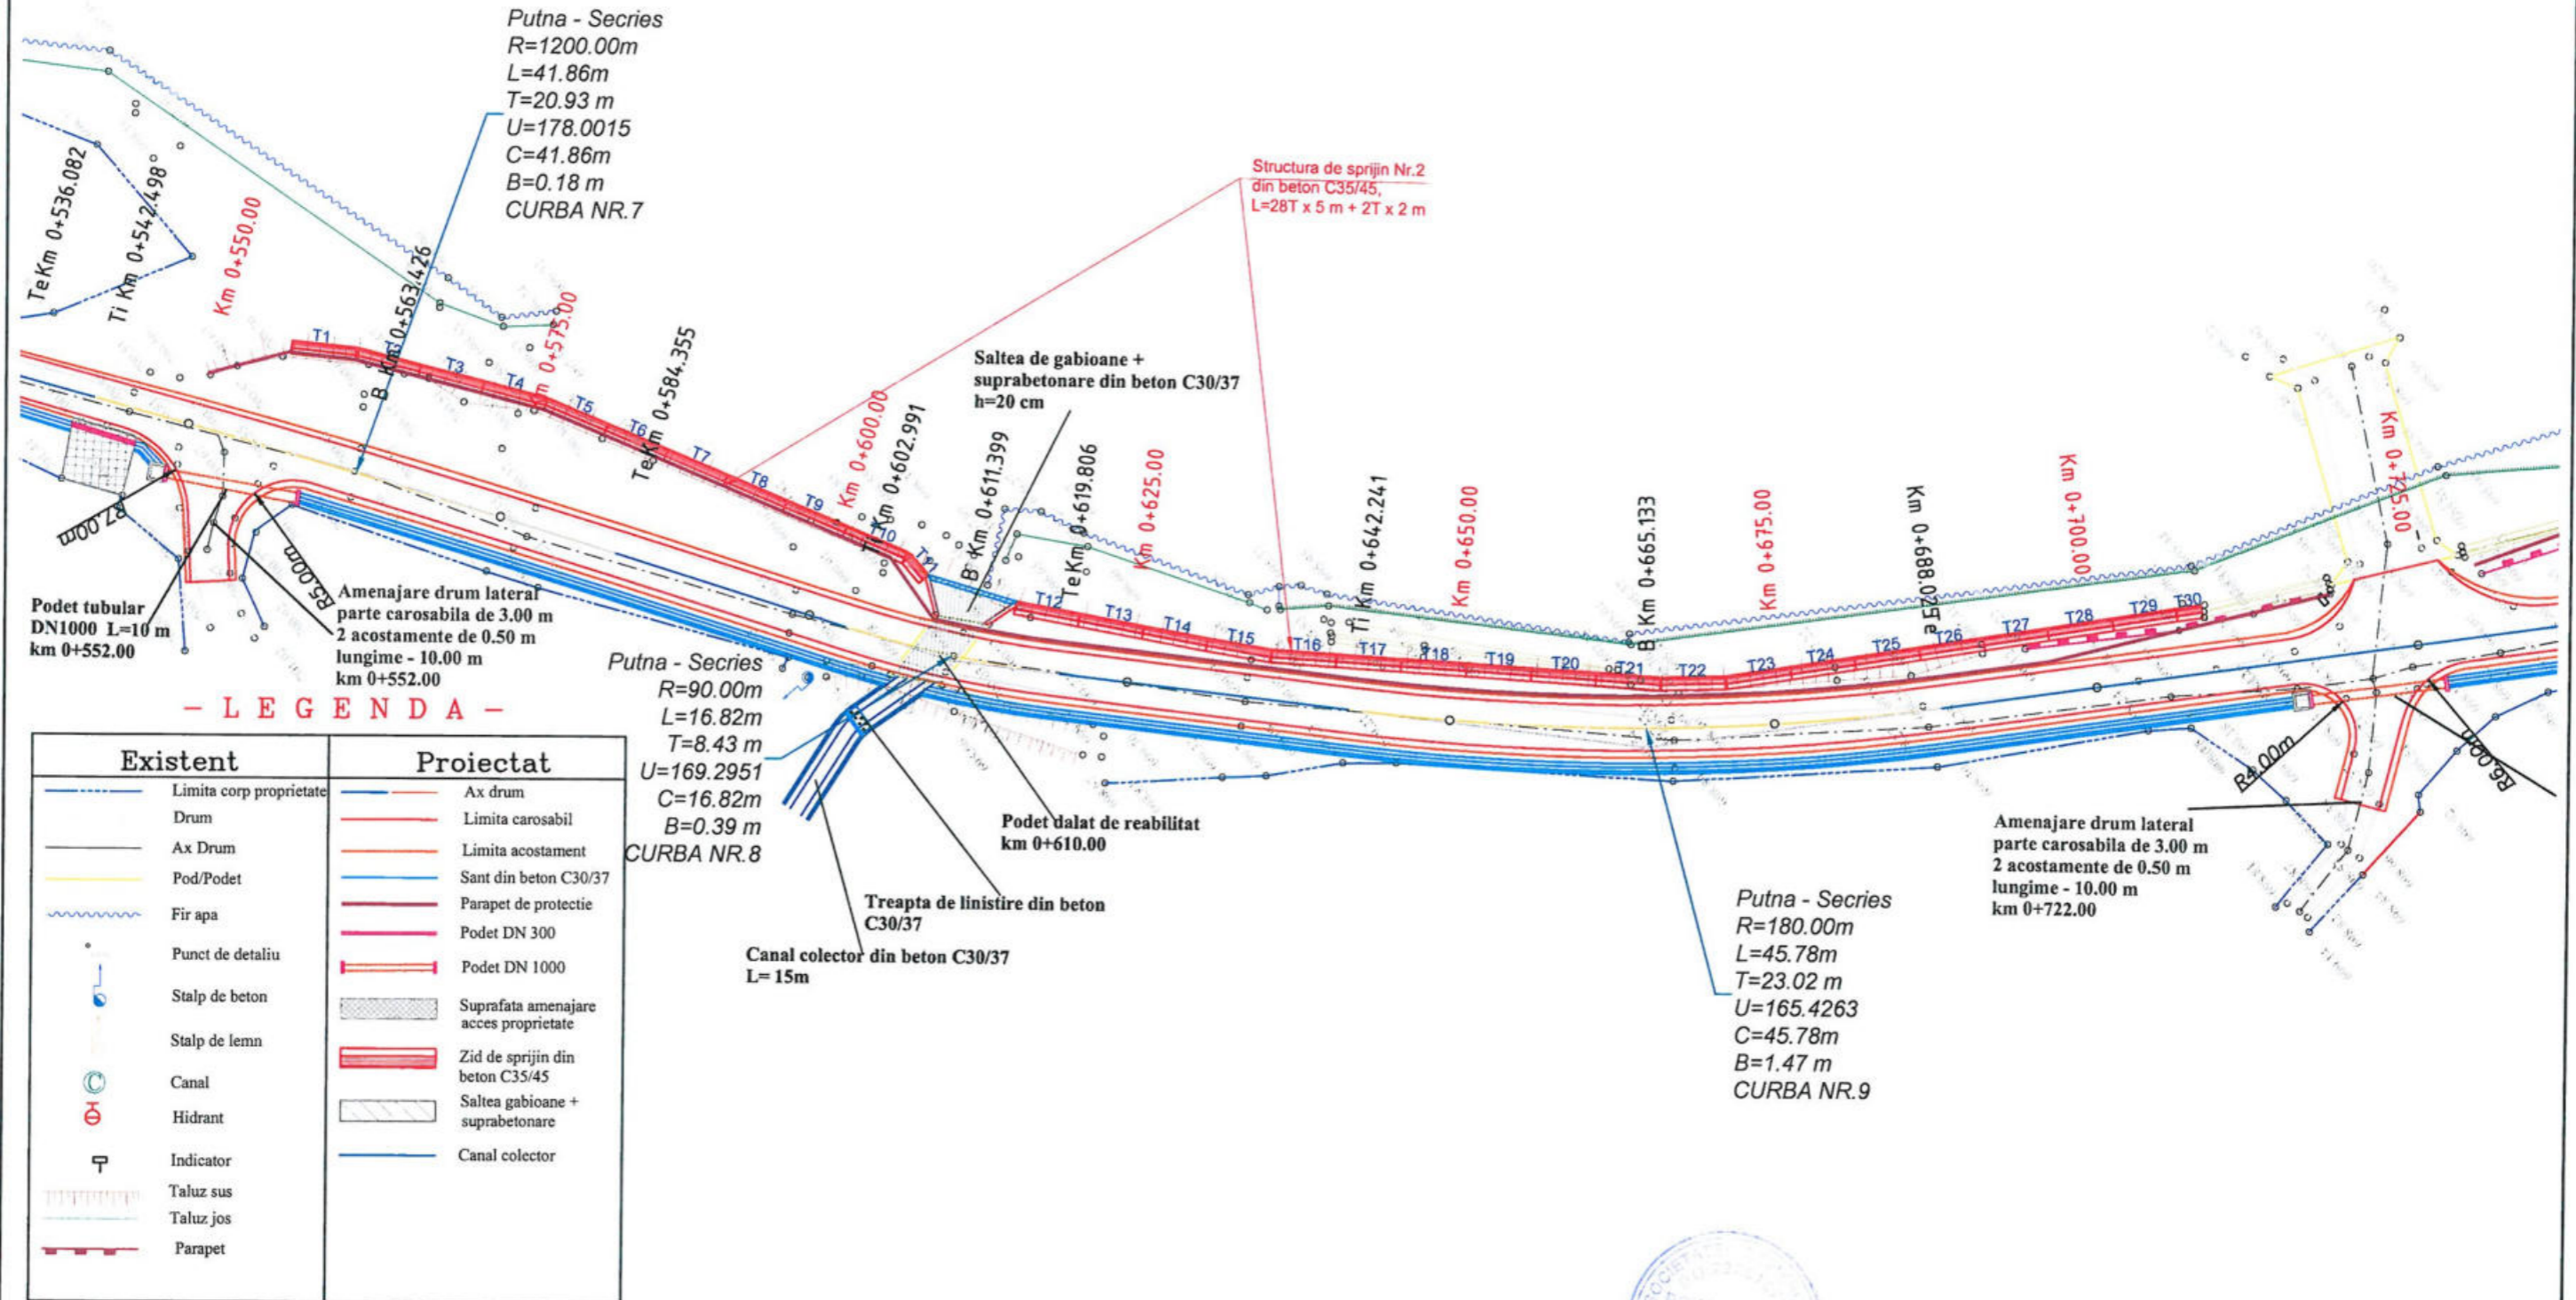 Putna - Secries
R=1200.00m
L=41.86m
T=20.93 m
U=178.0015
C=41.86m
B=0.18 m
CURBA NR.7
TeKm 0+536.082
Ti Km 0+542.498
Km 0+550.00
B Km 0+563.426
Km 0+575.00
TeKm 0+584.355
Km 0+600.00
Ti Km 0+602.991
B Km 0+611.399
TeKm 0+619.806
Km 0+625.00
Ti Km 0+642.241
Km 0+650.00
B Km 0+665.133
Km 0+675.00
Km 0+688.025
Km 0+700.00
Km 0+725.00
Structura de sprijin Nr.2
din beton C35/45,
L=28T x 5 m + 2T x 2 m
Saltea de gabioane +
suprabetonare din beton C30/37
h=20 cm
T1
T3
T4
T5
T6
T7
T8
T9
T10
T11
T12
T13
T14
T15
T16
T17
T18
T19
T20
T21
T22
T23
T24
T25
T26
T27
T28
T29
T30
R7.00m
R5.00m
R4.00m
R6.00m
Podet tubular
DN1000 L=10 m
km 0+552.00
Amenajare drum lateral
parte carosabila de 3.00 m
2 acostamente de 0.50 m
lungime - 10.00 m
km 0+552.00
Putna - Secries
R=90.00m
L=16.82m
T=8.43 m
U=169.2951
C=16.82m
B=0.39 m
CURBA NR.8
Podet dalat de reabilitat
km 0+610.00
Treapta de linistire din beton
C30/37
Canal colector din beton C30/37
L= 15m
Putna - Secries
R=180.00m
L=45.78m
T=23.02 m
U=165.4263
C=45.78m
B=1.47 m
CURBA NR.9
Amenajare drum lateral
parte carosabila de 3.00 m
2 acostamente de 0.50 m
lungime - 10.00 m
km 0+722.00
- L E G E N D A -
Existent
Limita corp proprietate
Drum
Ax Drum
Pod/Podet
Fir apa
Punct de detaliu
Stalp de beton
Stalp de lemn
C Canal
Hidrant
Indicator
Taluz sus
Taluz jos
Parapet
Proiectat
Ax drum
Limita carosabil
Limita acostament
Sant din beton C30/37
Parapet de protectie
Podet DN 300
Podet DN 1000
Suprafata amenajare
acces proprietate
Zid de sprijin din
beton C35/45
Saltea gabioane +
suprabetonare
Canal colector